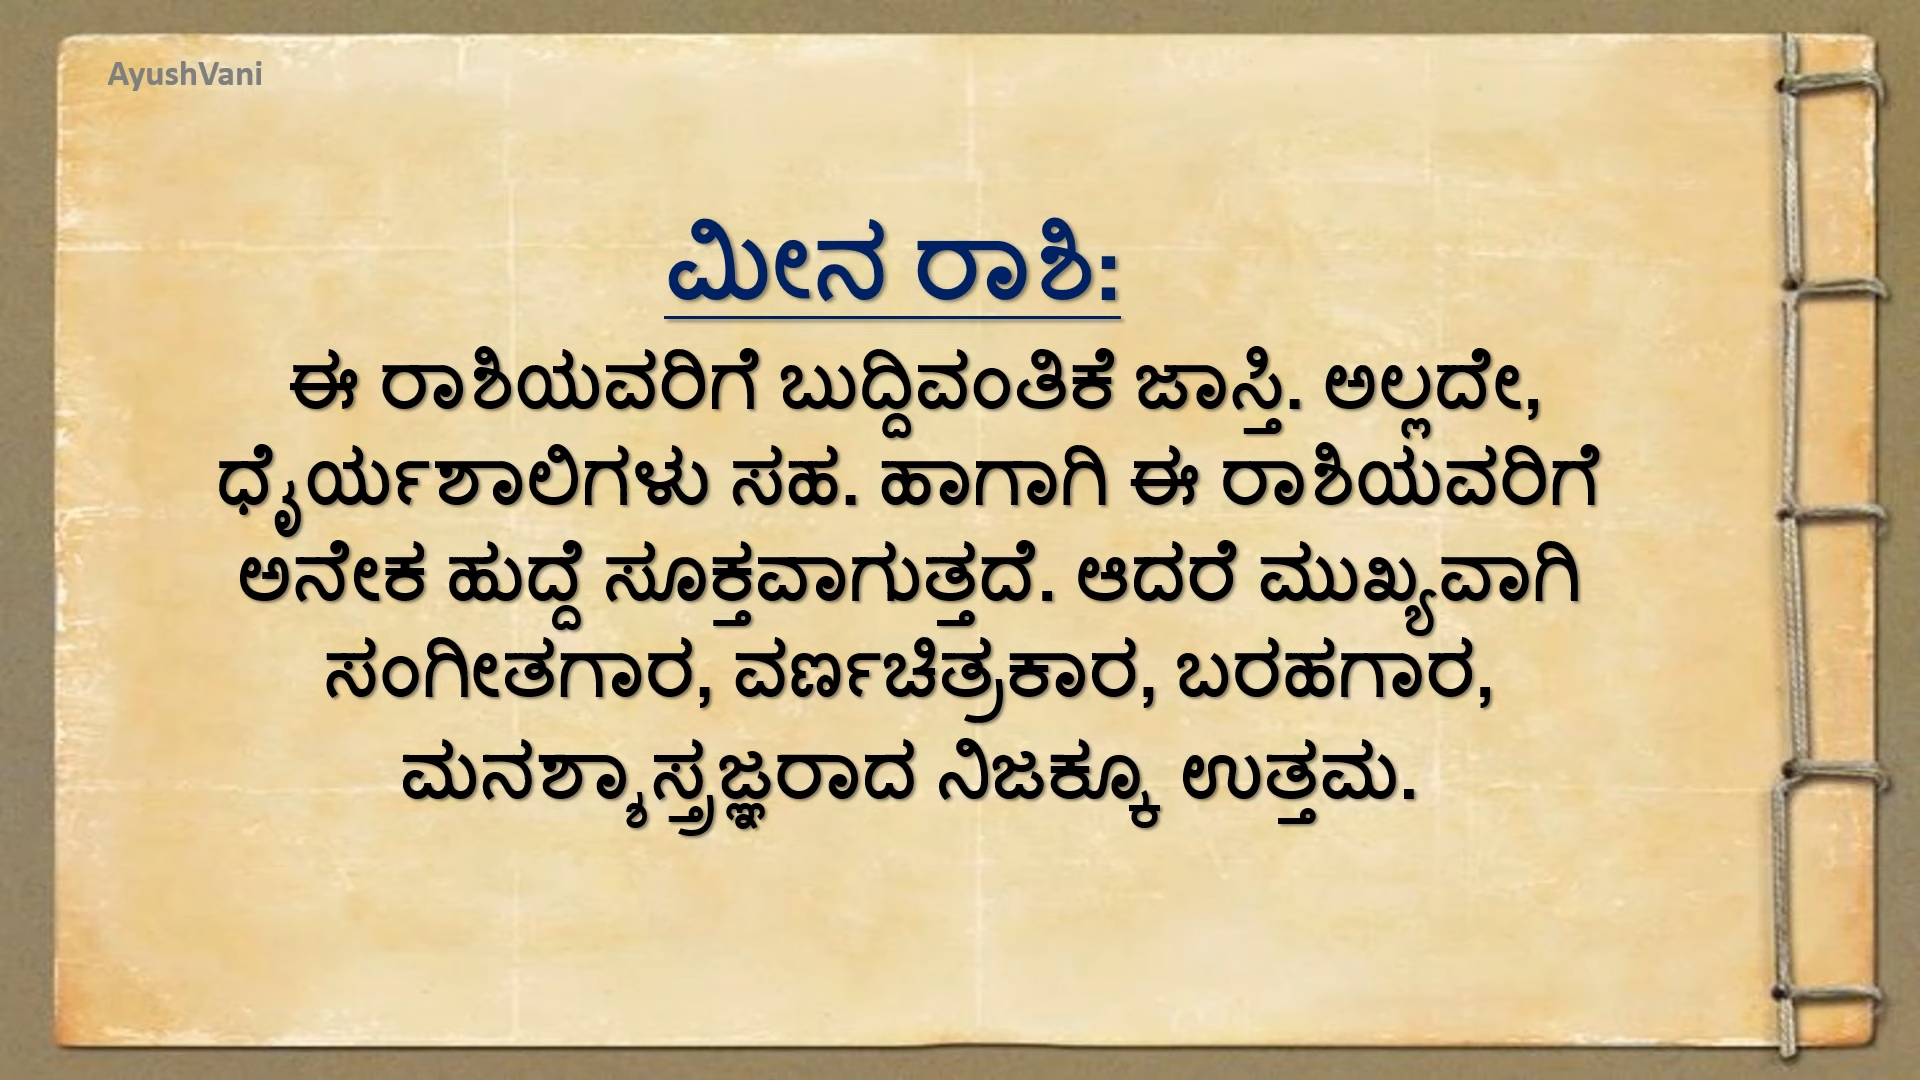 AyushVani
ಮೀನ ರಾಶಿ:
ಈ ರಾಶಿಯವರಿಗೆ ಬುದ್ದಿವಂತಿಕೆ ಜಾಸ್ತಿ. ಅಲ್ಲದೇ,
ಧೈರ್ಯಶಾಲಿಗಳು ಸಹ. ಹಾಗಾಗಿ ಈ ರಾಶಿಯವರಿಗೆ
ಅನೇಕ ಹುದ್ದೆ ಸೂಕ್ತವಾಗುತ್ತದೆ. ಆದರೆ ಮುಖ್ಯವಾಗಿ
ಸಂಗೀತಗಾರ, ವರ್ಣಚಿತ್ರಕಾರ, ಬರಹಗಾರ,
ಮನಶ್ಶಾಸ್ತ್ರಜ್ಞರಾದ ನಿಜಕ್ಕೂ ಉತ್ತಮ.